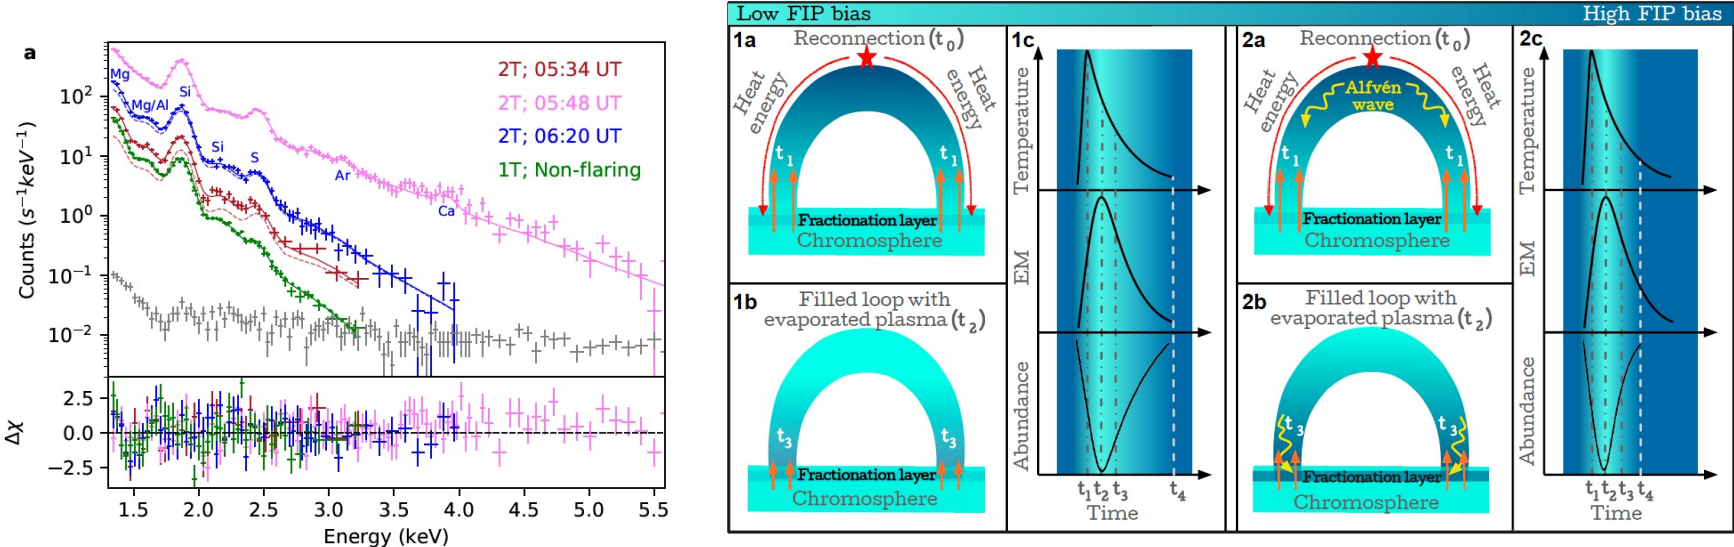 a
2T; 05:34 UT
2T; 05:48 UT
2T; 06:20 UT
1T; Non-flaring
Mg
Mg/Al
Si
Si
S
Ar
Ca
Counts (s⁻¹keV⁻¹)
10²
10¹
10⁰
10⁻¹
10⁻²
Δχ
2.5
0.0
−2.5
1.5 2.0 2.5 3.0 3.5 4.0 4.5 5.0 5.5
Energy (keV)
Low FIP bias
High FIP bias
1a
Reconnection (t₀)
Heat energy
Heat energy
t₁
t₁
Fractionation layer
Chromosphere
1b
Filled loop with
evaporated plasma (t₂)
t₃
t₃
Fractionation layer
Chromosphere
1c
Temperature
EM
Abundance
t₁ t₂ t₃ t₄
Time
2a
Reconnection (t₀)
Heat energy
Heat energy
Alfvén
wave
t₁
t₁
Fractionation layer
Chromosphere
2b
Filled loop with
evaporated plasma (t₂)
t₃
t₃
Fractionation layer
Chromosphere
2c
Temperature
EM
Abundance
t₁ t₂ t₃ t₄
Time